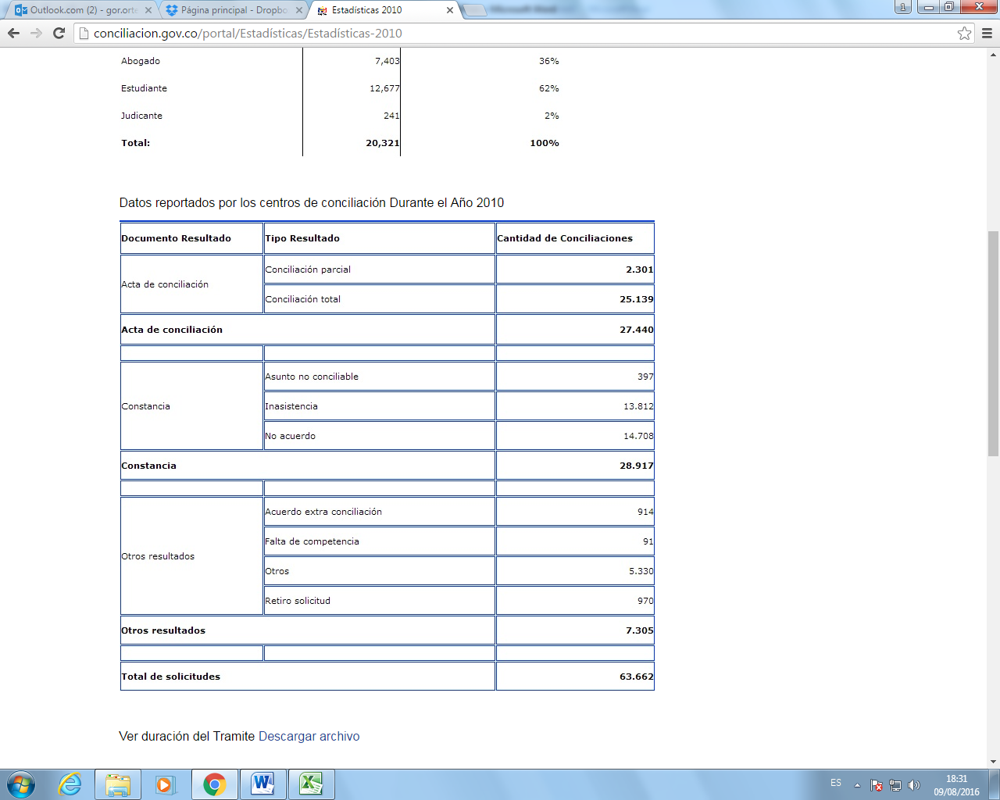 Outlook.com (2) - gor.orte
Página principal - Dropbo
Estadísticas 2010
1
conciliacion.gov.co/portal/Estadísticas/Estadísticas-2010
Abogado 7,403 36%
Estudiante 12,677 62%
Judicante 241 2%
Total: 20,321 100%
Datos reportados por los centros de conciliación Durante el Año 2010
Documento Resultado Tipo Resultado Cantidad de Conciliaciones
Acta de conciliación
Conciliación parcial 2.301
Conciliación total 25.139
Acta de conciliación 27.440
Constancia
Asunto no conciliable 397
Inasistencia 13.812
No acuerdo 14.708
Constancia 28.917
Otros resultados
Acuerdo extra conciliación 914
Falta de competencia 91
Otros 5.330
Retiro solicitud 970
Otros resultados 7.305
Total de solicitudes 63.662
Ver duración del Tramite Descargar archivo
ES
18:31
09/08/2016